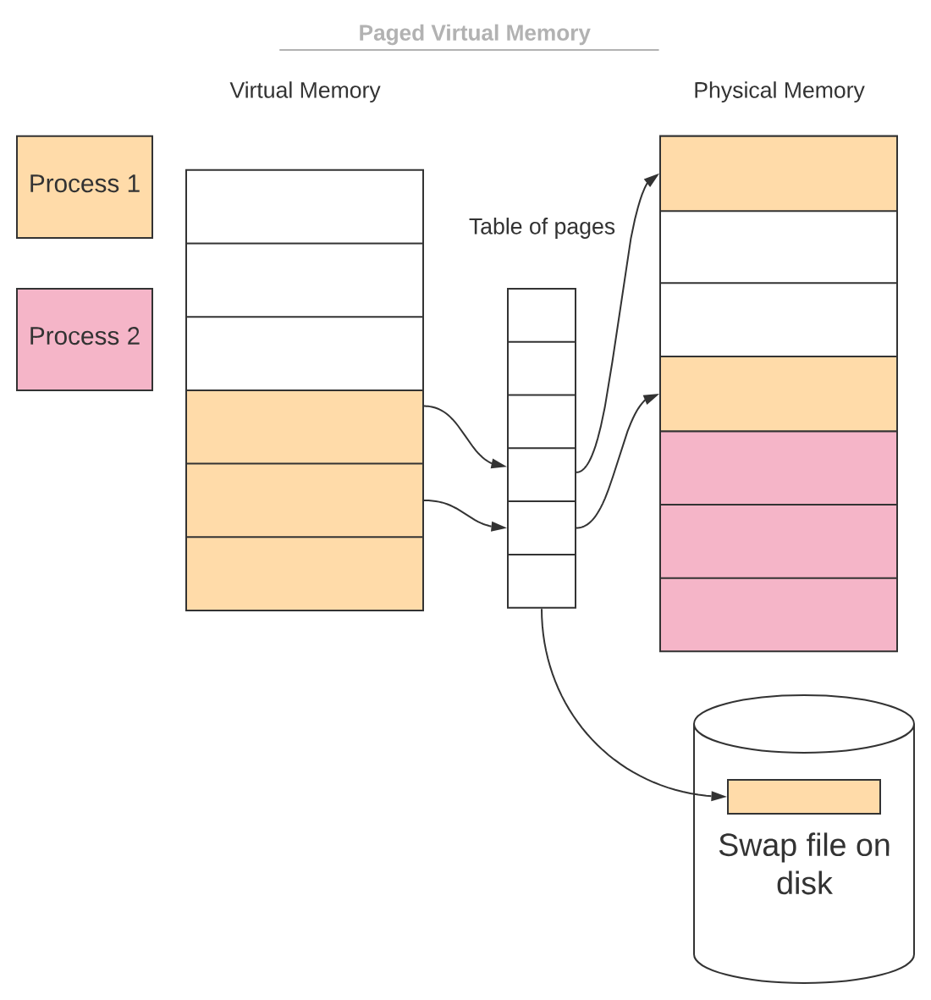 Paged Virtual Memory
Virtual Memory
Physical Memory
Process 1
Table of pages
Process 2
Swap file on
disk